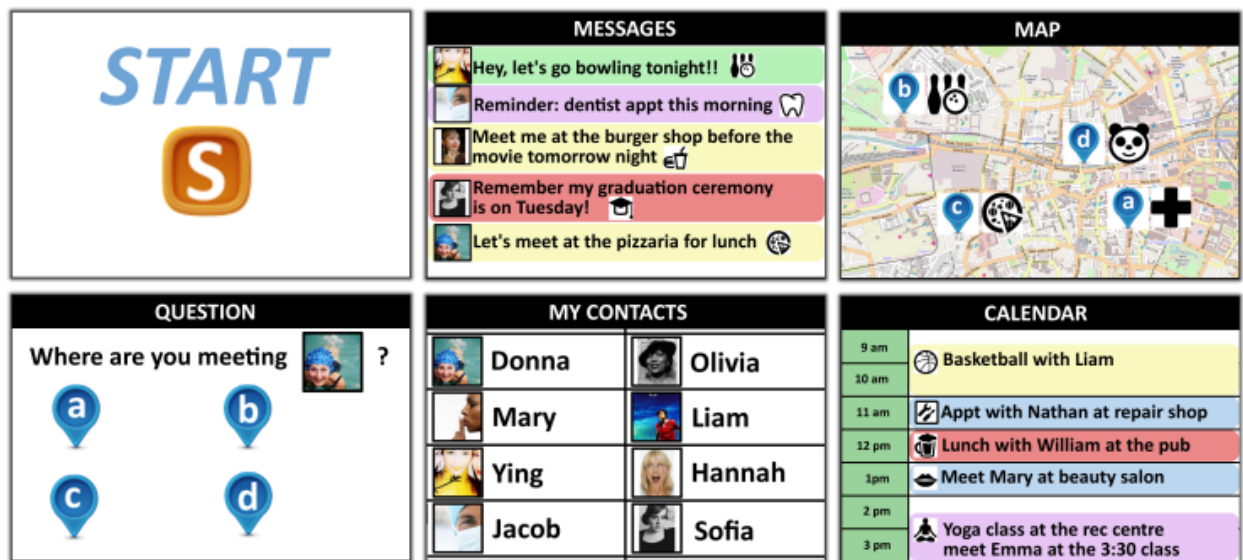 START
S
MESSAGES
Hey, let's go bowling tonight!!
Reminder: dentist appt this morning
Meet me at the burger shop before the
movie tomorrow night
Remember my graduation ceremony
is on Tuesday!
Let's meet at the pizzaria for lunch
MAP
b
d
c
a
QUESTION
Where are you meeting ?
a
b
c
d
MY CONTACTS
Donna
Olivia
Mary
Liam
Ying
Hannah
Jacob
Sofia
CALENDAR
9 am
Basketball with Liam
10 am
11 am
Appt with Nathan at repair shop
12 pm
Lunch with William at the pub
1pm
Meet Mary at beauty salon
2 pm
Yoga class at the rec centre
3 pm
meet Emma at the 3:30 class